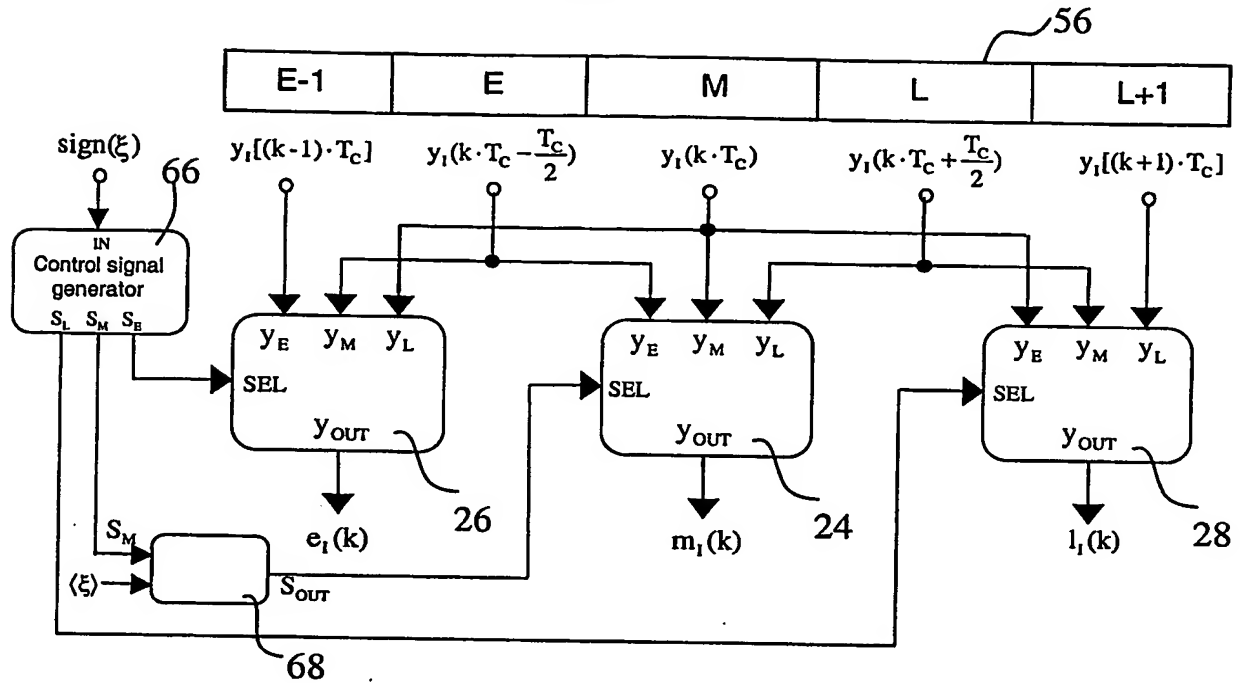 56
E-1 E M L L+1
sign(ξ)
y_I[(k-1)·T_C] y_I(k·T_C − T_C/2) y_I(k·T_C) y_I(k·T_C + T_C/2) y_I[(k+1)·T_C]
66
IN
Control signal
generator
S_L S_M S_E
y_E y_M y_L
SEL
y_OUT
26
e_I(k)
y_E y_M y_L
SEL
y_OUT
24
m_I(k)
y_E y_M y_L
SEL
y_OUT
28
l_I(k)
S_M
⟨ξ⟩
S_OUT
68